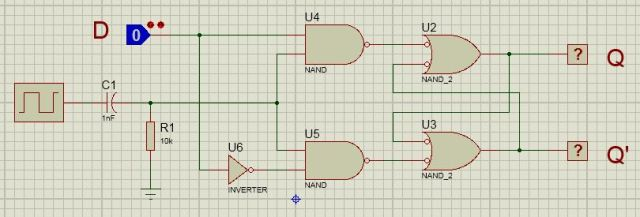 D
0
U4
NAND
U2
NAND_2
?
Q
C1
1nF
R1
10k
U6
INVERTER
U5
NAND
U3
NAND_2
?
Q'